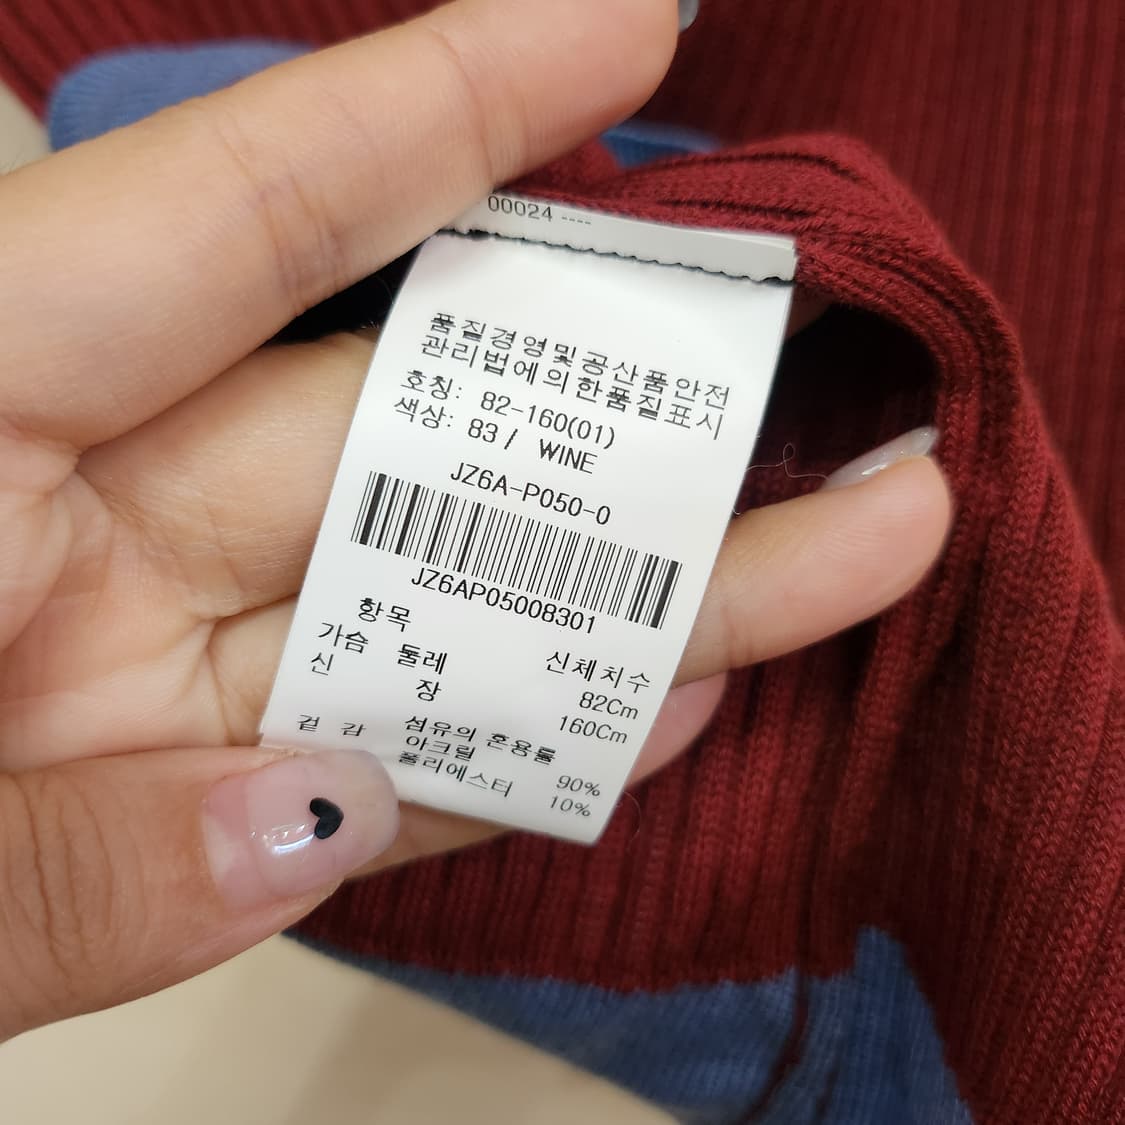 00024 ----
품질경영및공산품안전
관리법에의한품질표시
호칭: 82-160(01)
색상: 83 / WINE
JZ6A-P050-0
JZ6AP05008301
항목 신체치수
가슴 둘레 82Cm
신 장 160Cm
섬유의 혼용률
겉 감 아크릴 90%
폴리에스터 10%